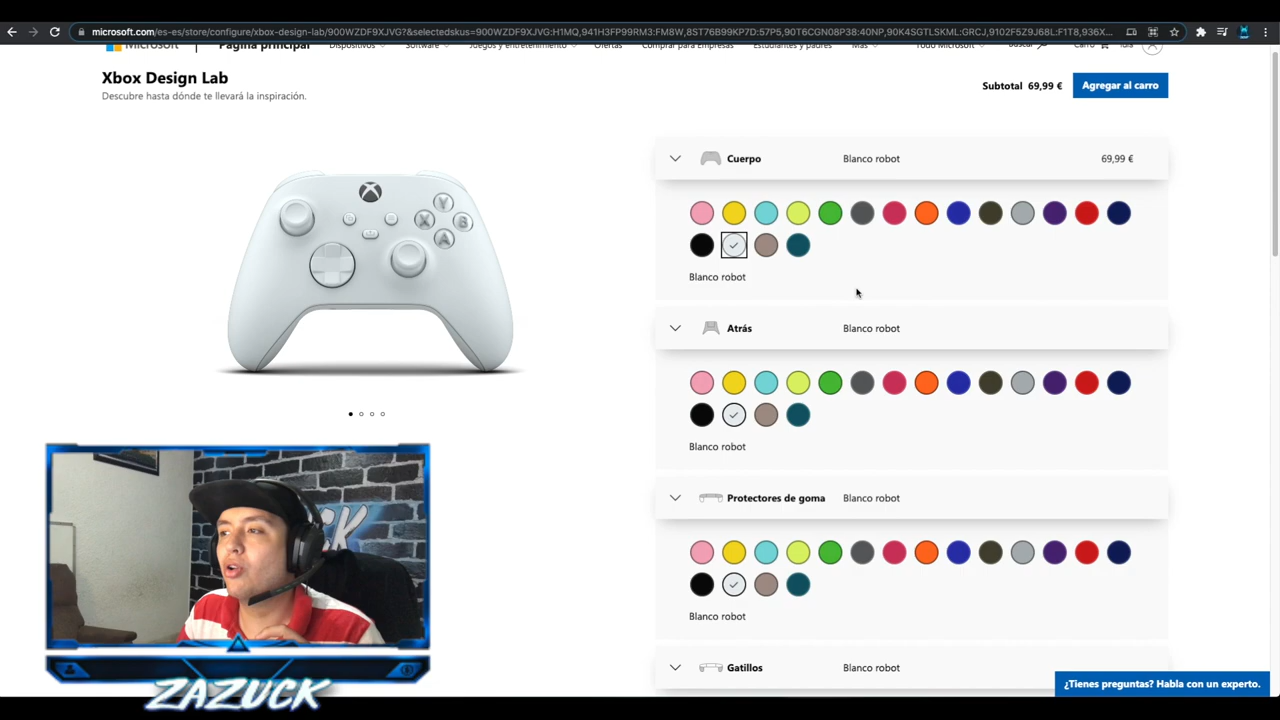 microsoft.com/es-es/store/configure/xbox-design-lab/900WZDF9XJVG?&selectedskus=900WZDF9XJVG:H1MQ,941H3FP99RM3:FM8W,8ST76B99KP7D:57P5,90T6CGN08P38:40NP,90K4SGTLSKML:GRCJ,9102F5Z9J68L:F1T8,936X...
Microsoft Página principal Dispositivos Software Juegos y entretenimiento Ofertas Comprar para Empresas Estudiantes y padres Más Todo Microsoft Buscar Carro
Xbox Design Lab
Descubre hasta dónde te llevará la inspiración.
Subtotal 69,99 € Agregar al carro
Cuerpo Blanco robot 69,99 €
Blanco robot
Y
X B
A
Atrás Blanco robot
Blanco robot
Protectores de goma Blanco robot
Blanco robot
Gatillos Blanco robot
¿Tienes preguntas? Habla con un experto.
ZAZUCK